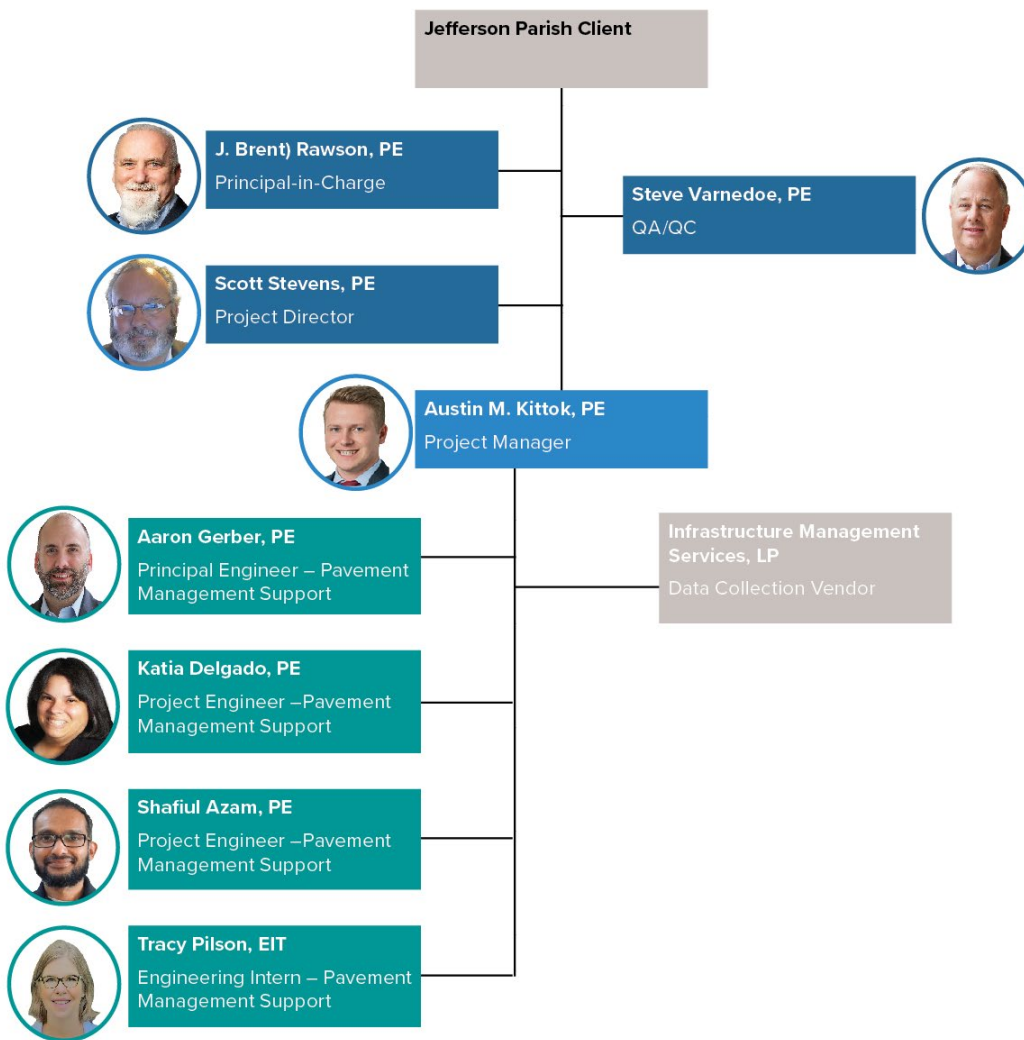 Jefferson Parish Client
J. Brent) Rawson, PE
Principal-in-Charge
Steve Varnedoe, PE
QA/QC
Scott Stevens, PE
Project Director
Austin M. Kittok, PE
Project Manager
Aaron Gerber, PE
Principal Engineer – Pavement
Management Support
Infrastructure Management
Services, LP
Data Collection Vendor
Katia Delgado, PE
Project Engineer –Pavement
Management Support
Shafiul Azam, PE
Project Engineer –Pavement
Management Support
Tracy Pilson, EIT
Engineering Intern – Pavement
Management Support